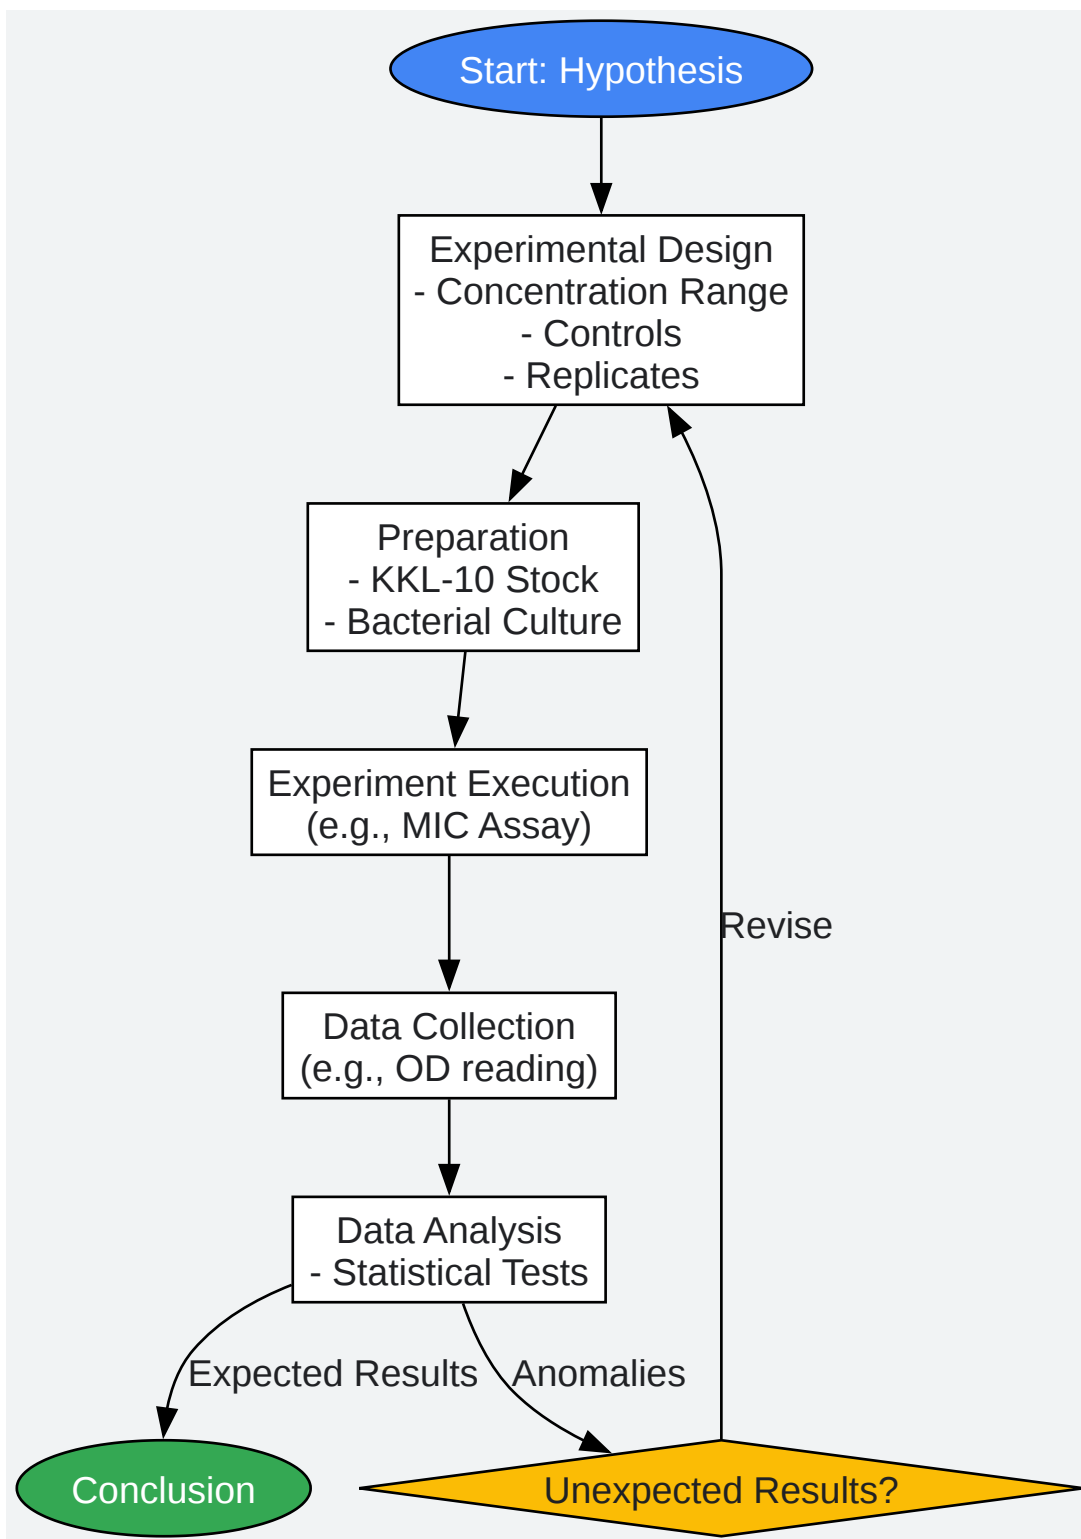 Start: Hypothesis
Experimental Design
- Concentration Range
- Controls
- Replicates
Preparation
- KKL-10 Stock
- Bacterial Culture
Experiment Execution
(e.g., MIC Assay)
Revise
Data Collection
(e.g., OD reading)
Data Analysis
- Statistical Tests
Expected Results
Anomalies
Conclusion
Unexpected Results?